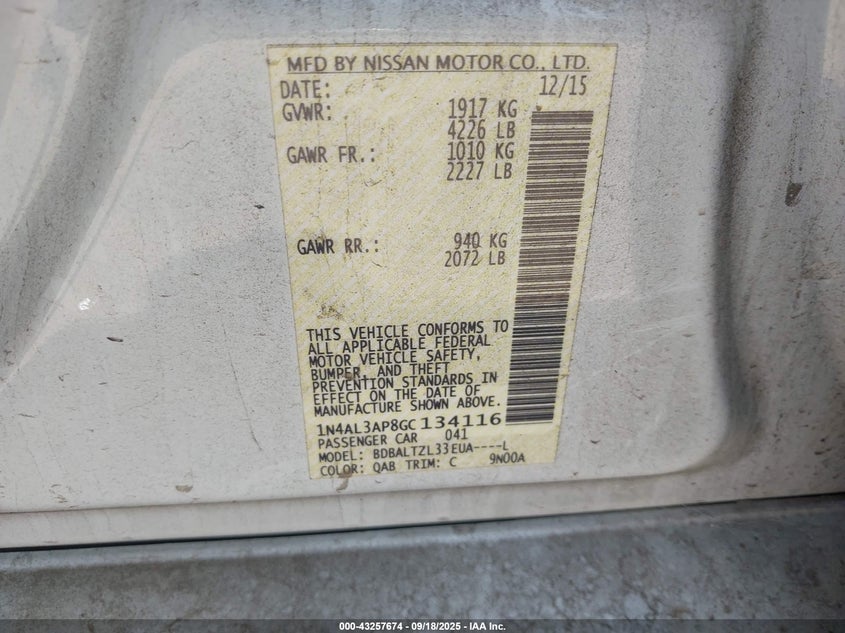 MFD BY NISSAN MOTOR CO., LTD.
DATE: 12/15
GVWR: 1917 KG
4226 LB
GAWR FR.: 1010 KG
2227 LB
GAWR RR.: 940 KG
2072 LB
THIS VEHICLE CONFORMS TO
ALL APPLICABLE FEDERAL
MOTOR VEHICLE SAFETY,
BUMPER, AND THEFT
PREVENTION STANDARDS IN
EFFECT ON THE DATE OF
MANUFACTURE SHOWN ABOVE.
1N4AL3AP8GC134116
PASSENGER CAR 041
MODEL: BDBALTZL33EUA----L
COLOR: QAB TRIM: C 9N00A
000-43257674 | 09/18/2025 | IAA Inc.